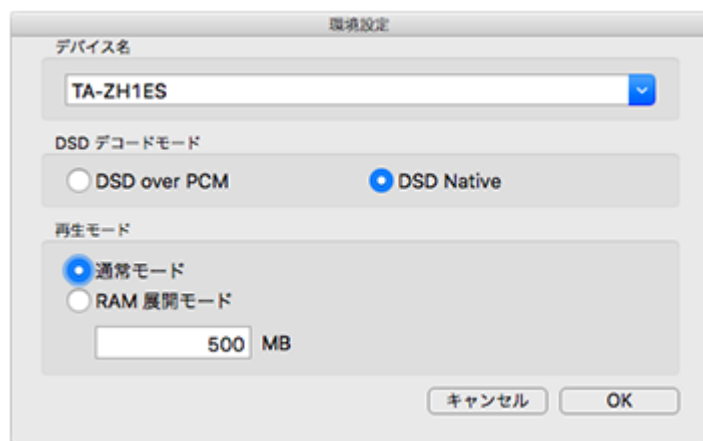 環境設定
デバイス名
TA-ZH1ES
DSD デコードモード
DSD over PCM DSD Native
再生モード
通常モード
RAM 展開モード
500 MB
キャンセル OK